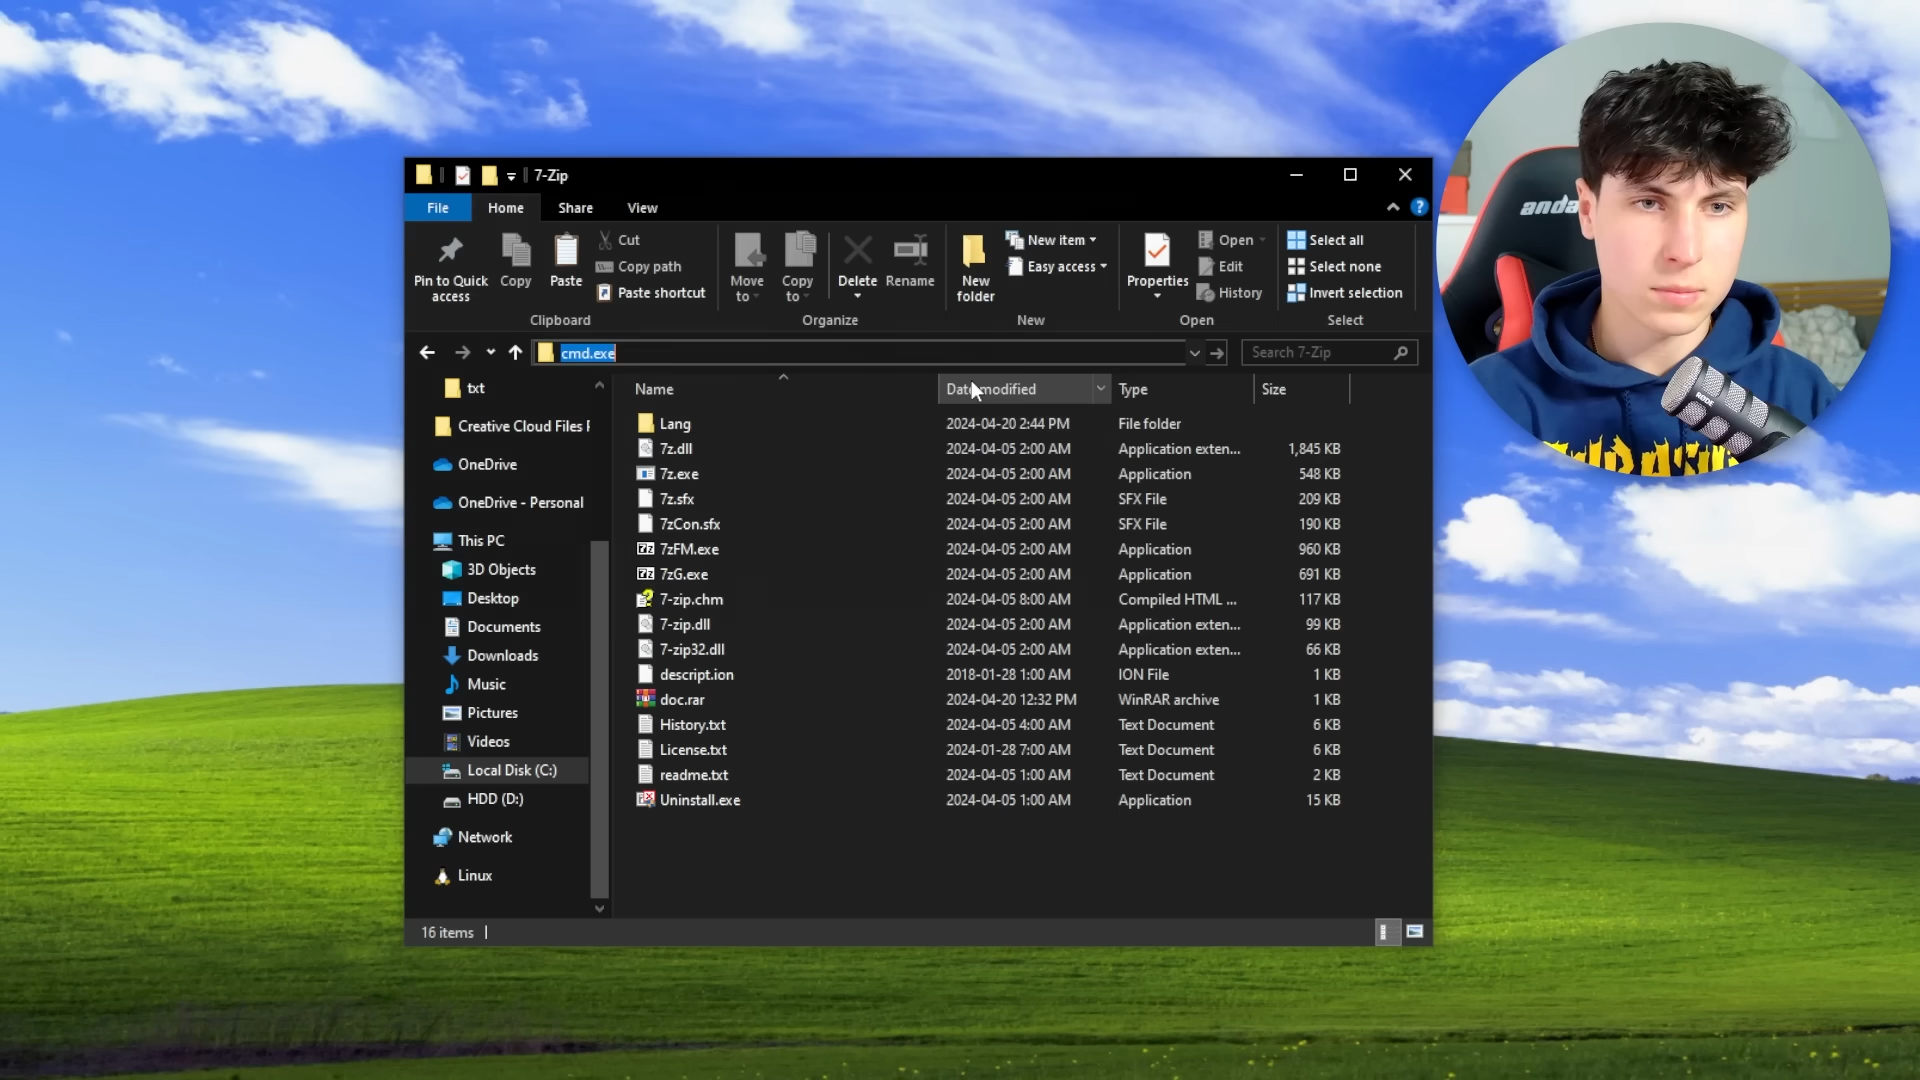 7-Zip
File Home Share View
Pin to Quick access
Copy
Paste
Cut
Copy path
Paste shortcut
Clipboard
Move to
Copy to
Delete
Rename
Organize
New folder
New item
Easy access
New
Properties
Open
Edit
History
Open
Select all
Select none
Invert selection
Select
cmd.exe
Search 7-Zip
txt
Creative Cloud Files
OneDrive
OneDrive - Personal
This PC
3D Objects
Desktop
Documents
Downloads
Music
Pictures
Videos
Local Disk (C:)
HDD (D:)
Network
Linux
Name Date modified Type Size
Lang 2024-04-20 2:44 PM File folder
7z.dll 2024-04-05 2:00 AM Application exten... 1,845 KB
7z.exe 2024-04-05 2:00 AM Application 548 KB
7z.sfx 2024-04-05 2:00 AM SFX File 209 KB
7zCon.sfx 2024-04-05 2:00 AM SFX File 190 KB
7zFM.exe 2024-04-05 2:00 AM Application 960 KB
7zG.exe 2024-04-05 2:00 AM Application 691 KB
7-zip.chm 2024-04-05 8:00 AM Compiled HTML ... 117 KB
7-zip.dll 2024-04-05 2:00 AM Application exten... 99 KB
7-zip32.dll 2024-04-05 2:00 AM Application exten... 66 KB
descript.ion 2018-01-28 1:00 AM ION File 1 KB
doc.rar 2024-04-20 12:32 PM WinRAR archive 1 KB
History.txt 2024-04-05 4:00 AM Text Document 6 KB
License.txt 2024-01-28 7:00 AM Text Document 6 KB
readme.txt 2024-04-05 1:00 AM Text Document 2 KB
Uninstall.exe 2024-04-05 1:00 AM Application 15 KB
16 items
anda
RODE